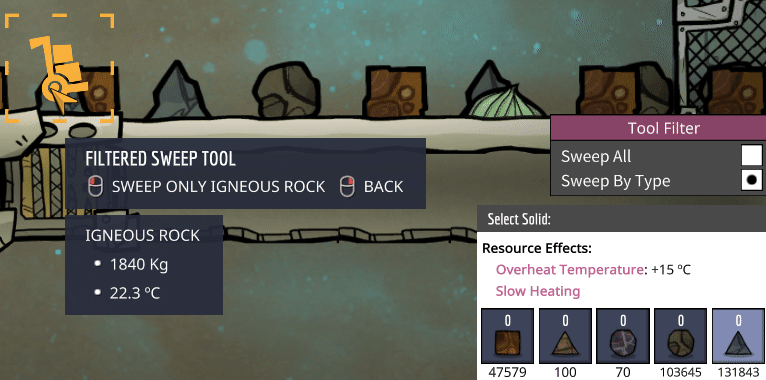 FILTERED SWEEP TOOL
SWEEP ONLY IGNEOUS ROCK BACK
IGNEOUS ROCK
• 1840 Kg
• 22.3 ºC
Tool Filter
Sweep All
Sweep By Type
Select Solid:
Resource Effects:
Overheat Temperature: +15 ºC
Slow Heating
0 0 0 0 0
47579 100 70 103645 131843